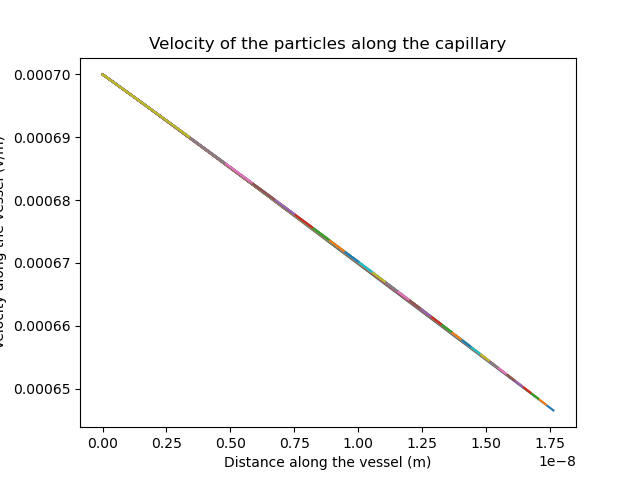 Velocity of the particles along the capillary
0.00070
0.00069
0.00068
0.00067
0.00066
0.00065
along the vessel
0.00 0.25 0.50 0.75 1.00 1.25 1.50 1.75
1e−8
Distance along the vessel (m)